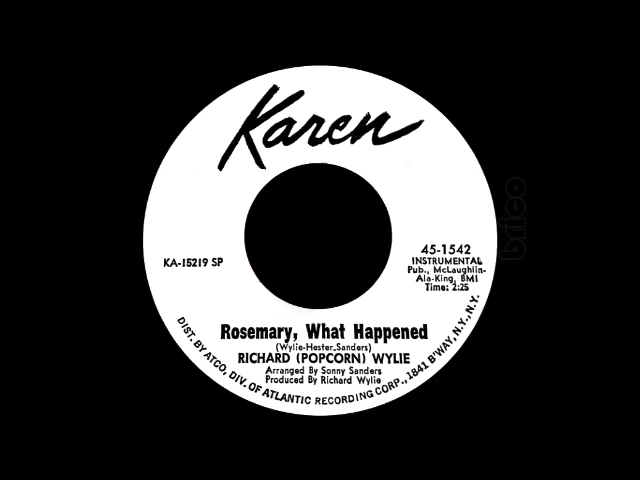 Karen
KA-15219 SP
45-1542
INSTRUMENTAL
Pub., McLaughlin-
Ala-King, BMI
Time: 2:25
Rosemary, What Happened
(Wylie-Hester-Sanders)
RICHARD (POPCORN) WYLIE
Arranged By Sonny Sanders
Produced By Richard Wylie
DIST. BY ATCO, DIV. OF ATLANTIC RECORDING CORP., 1841 B'WAY, N.Y., N.Y.
brico